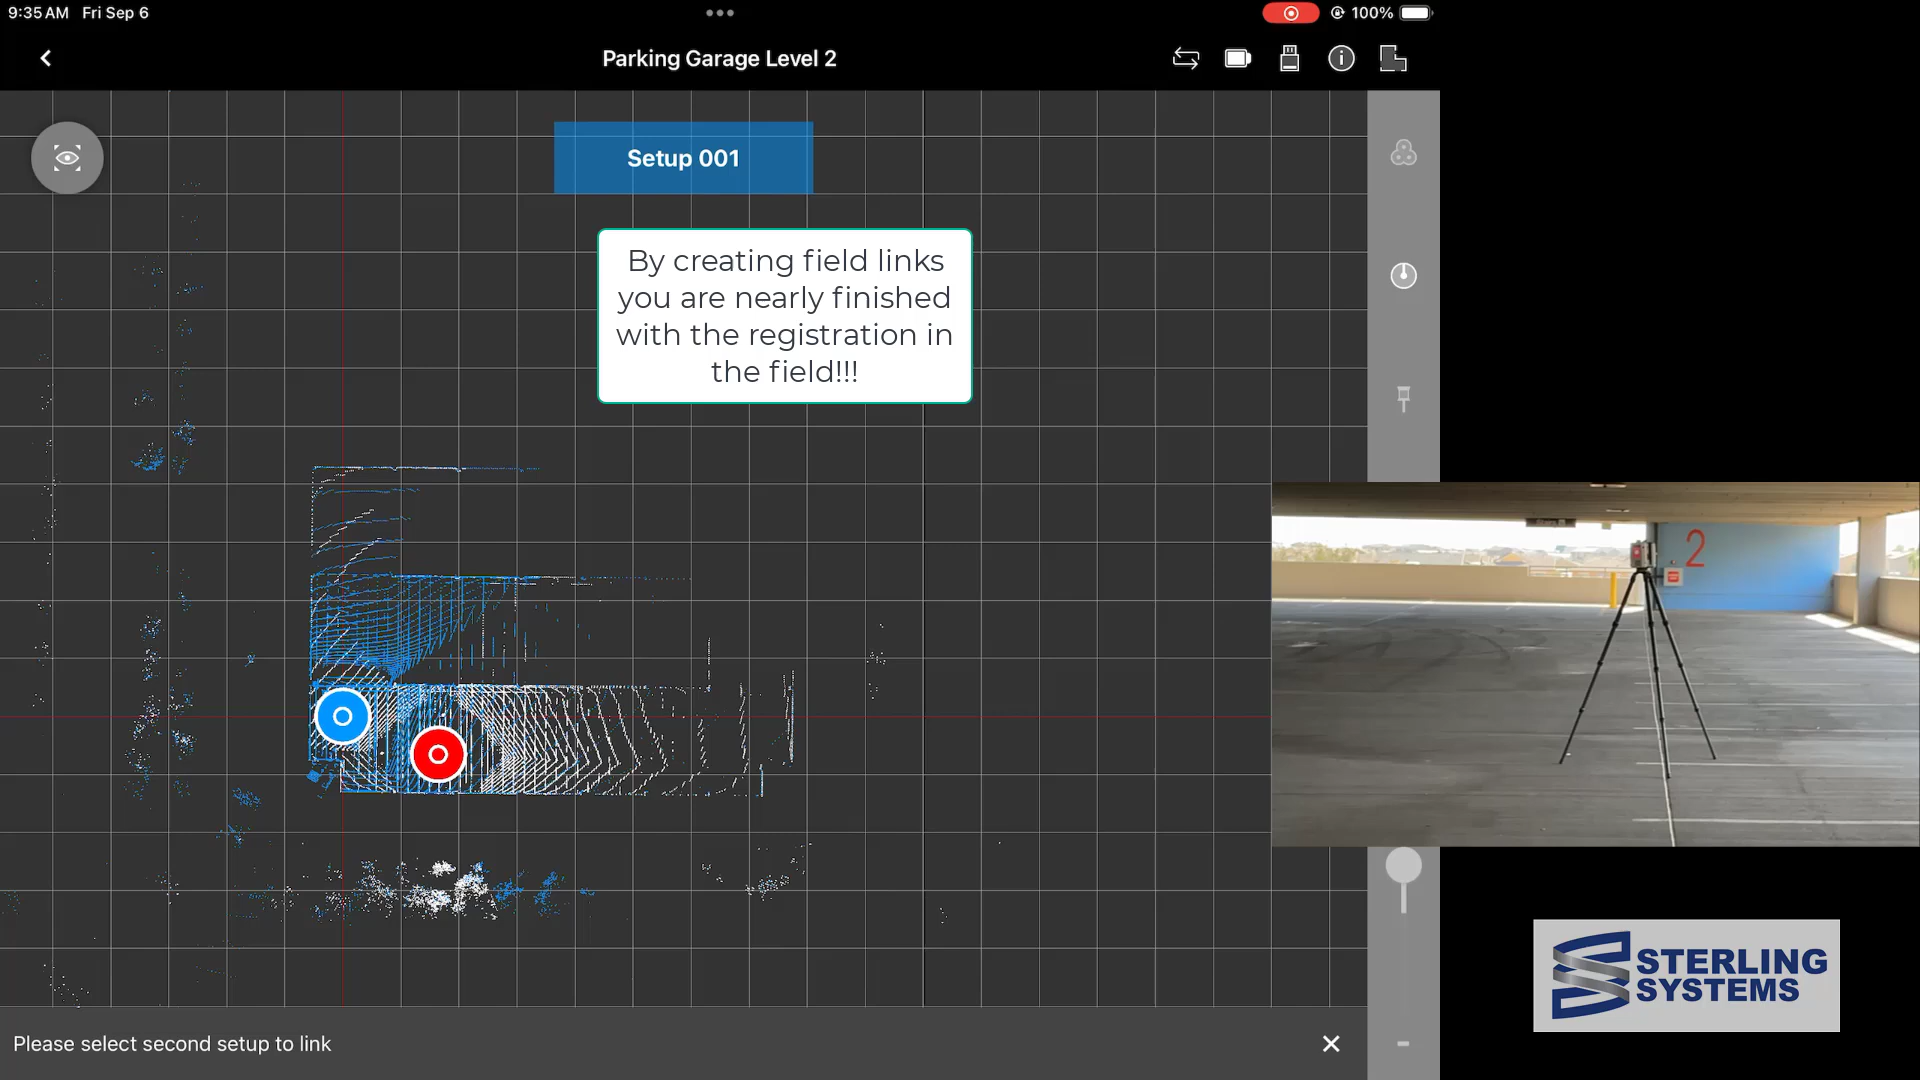 9:35 AM Fri Sep 6
100%
Parking Garage Level 2
Setup 001
By creating field links
you are nearly finished
with the registration in
the field!!!
2
STERLING
SYSTEMS
Please select second setup to link